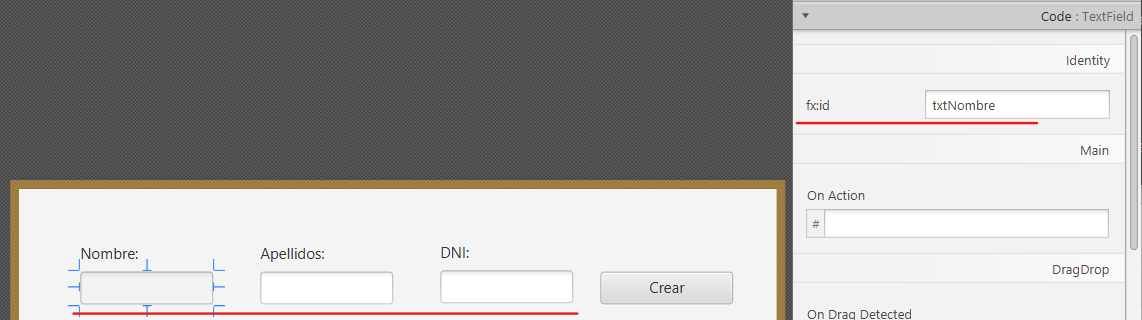 Code : TextField
Identity
fx:id txtNombre
Main
On Action
#
DragDrop
On Drag Detected
Nombre: Apellidos: DNI:
Crear